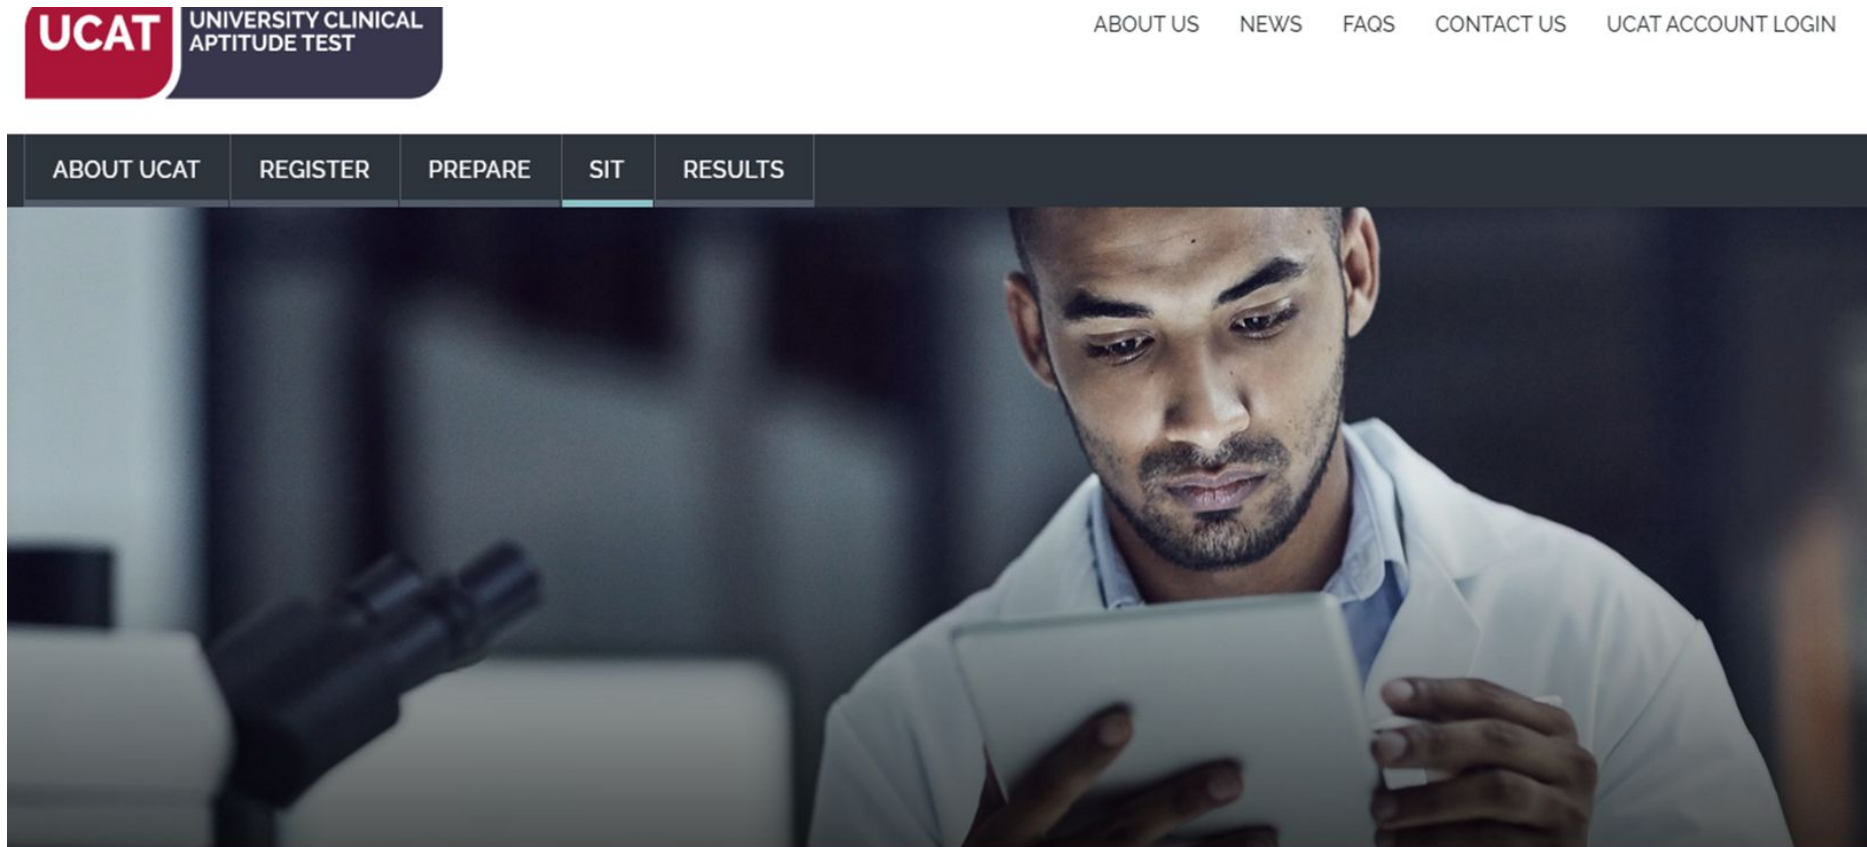 UCAT
UNIVERSITY CLINICAL
APTITUDE TEST
ABOUT US NEWS FAQS CONTACT US UCAT ACCOUNT LOGIN
ABOUT UCAT REGISTER PREPARE SIT RESULTS